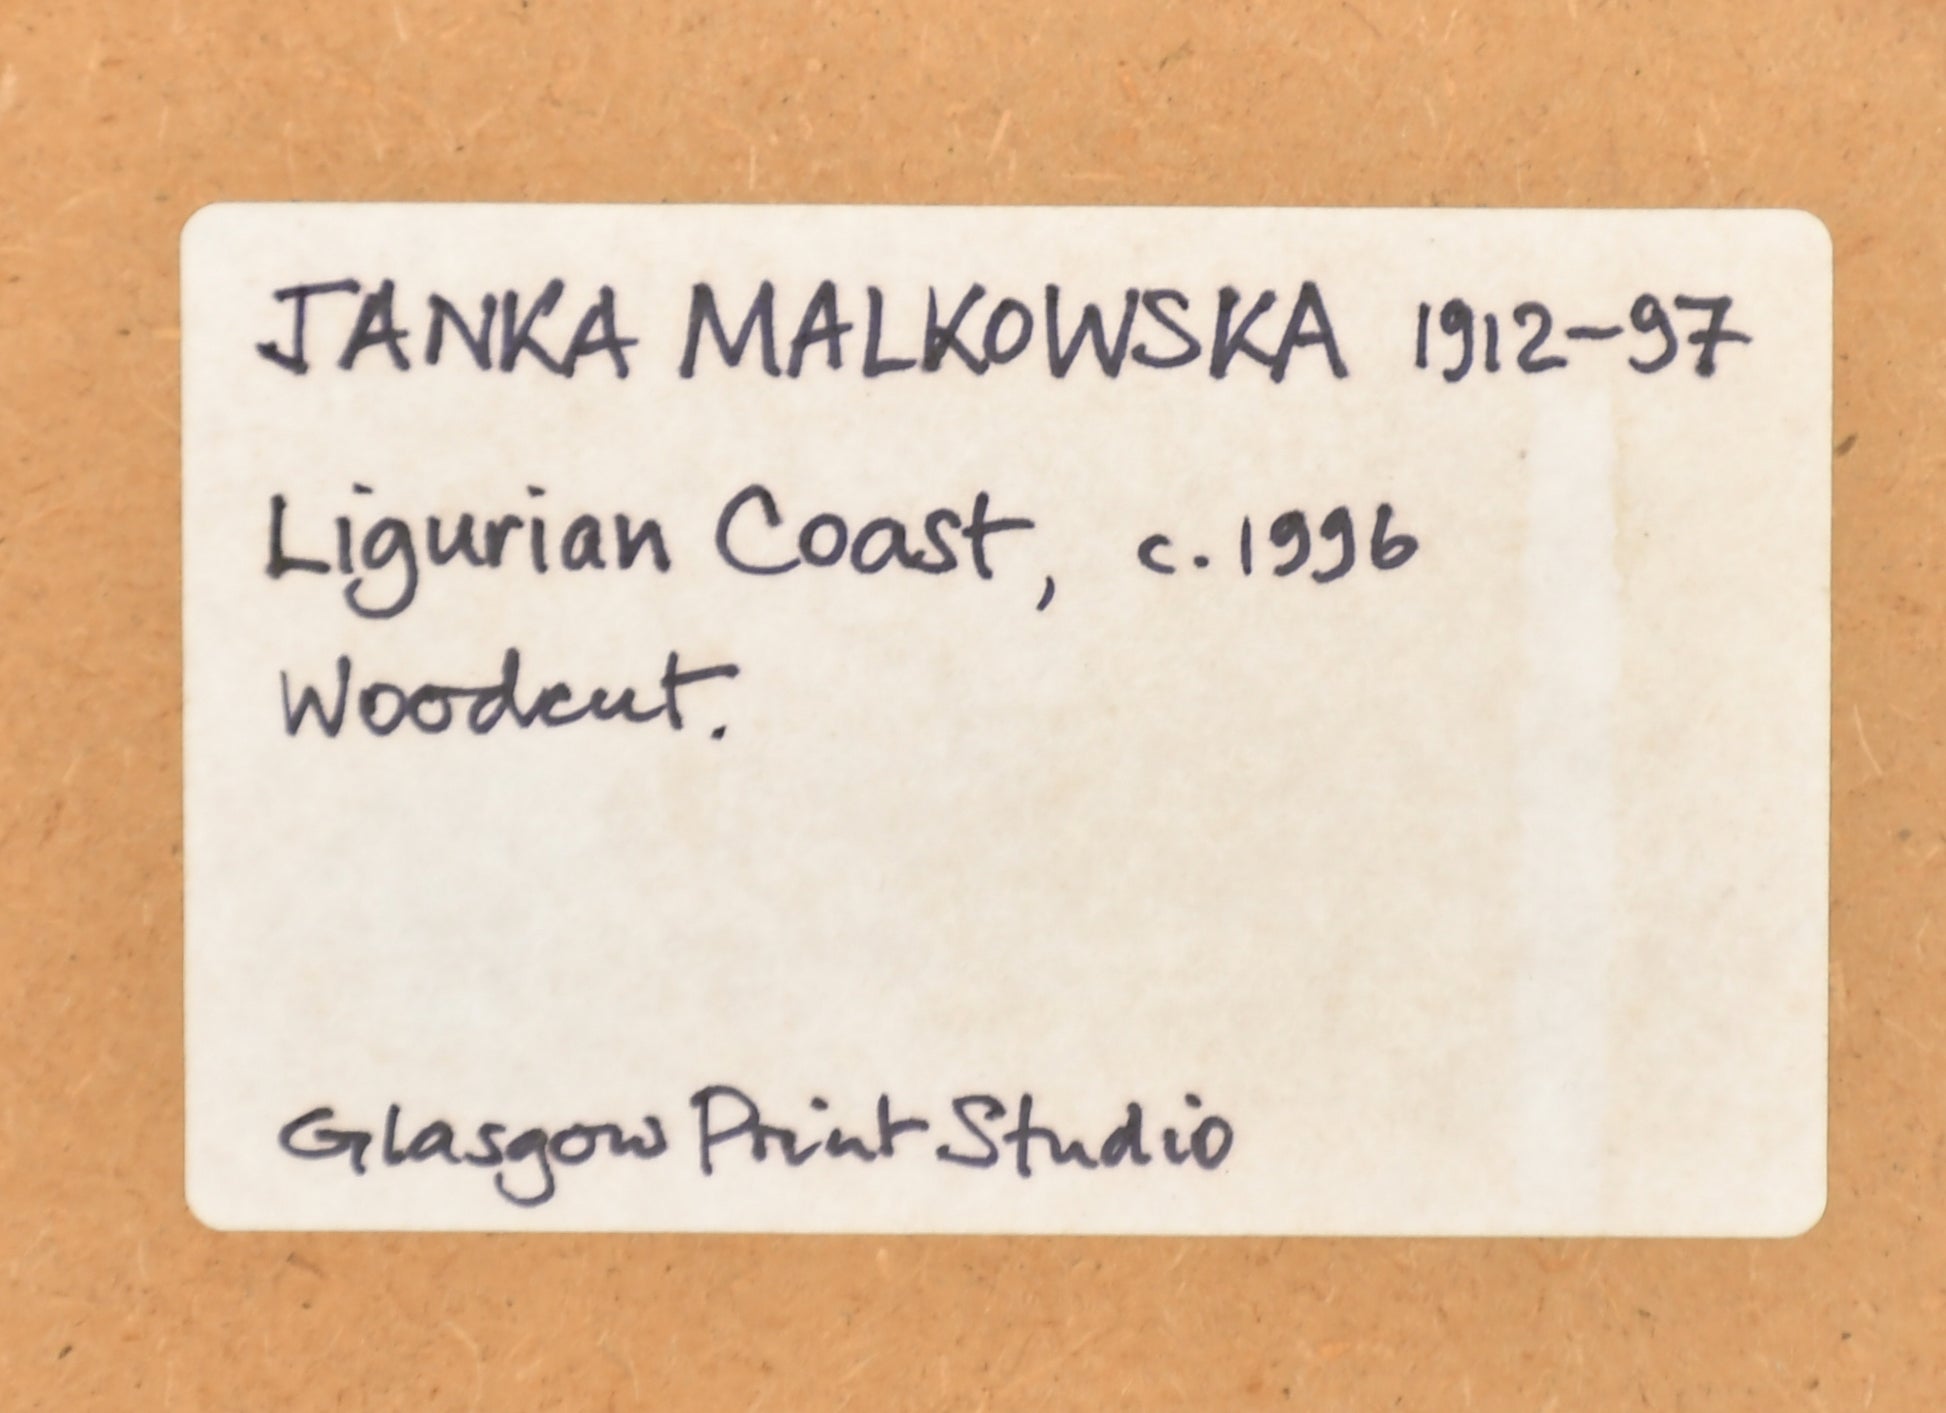 JANKA MALKOWSKA 1912-97
Ligurian Coast, c. 1996
Woodcut.
Glasgow Print Studio